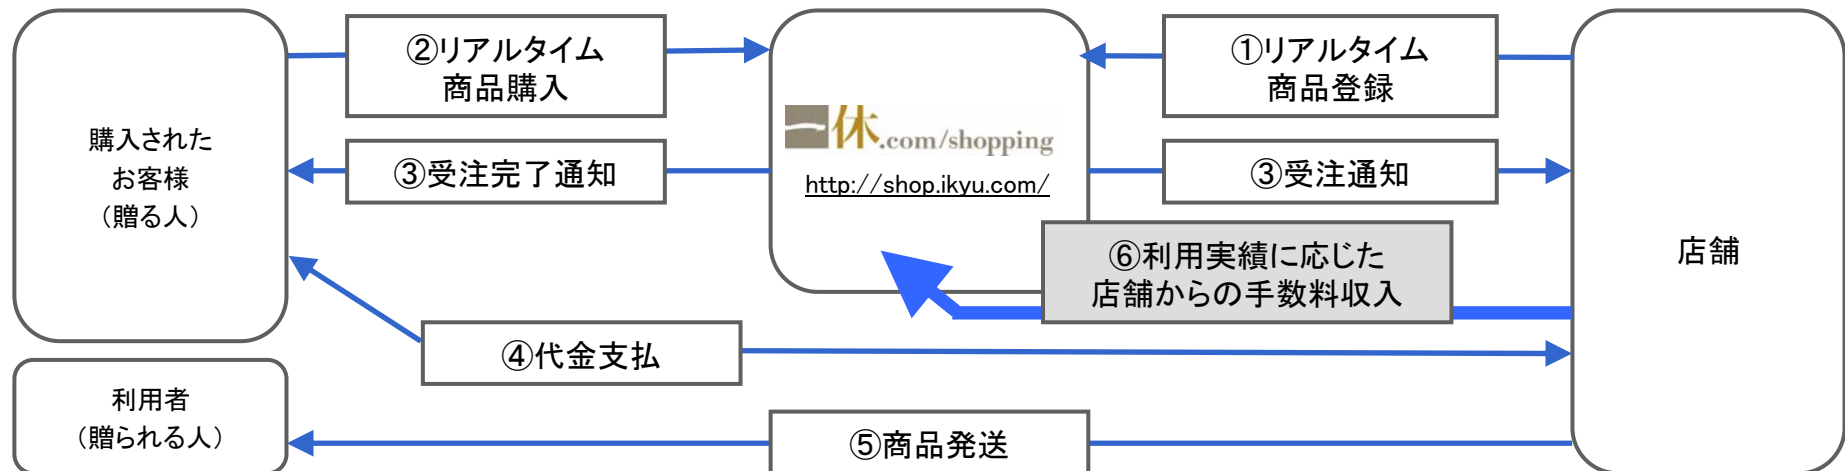 ②リアルタイム
商品購入
①リアルタイム
商品登録
購入された
お客様
（贈る人）
一休.com/shopping
http://shop.ikyu.com/
③受注完了通知
③受注通知
⑥利用実績に応じた
店舗からの手数料収入
店舗
④代金支払
利用者
（贈られる人）
⑤商品発送